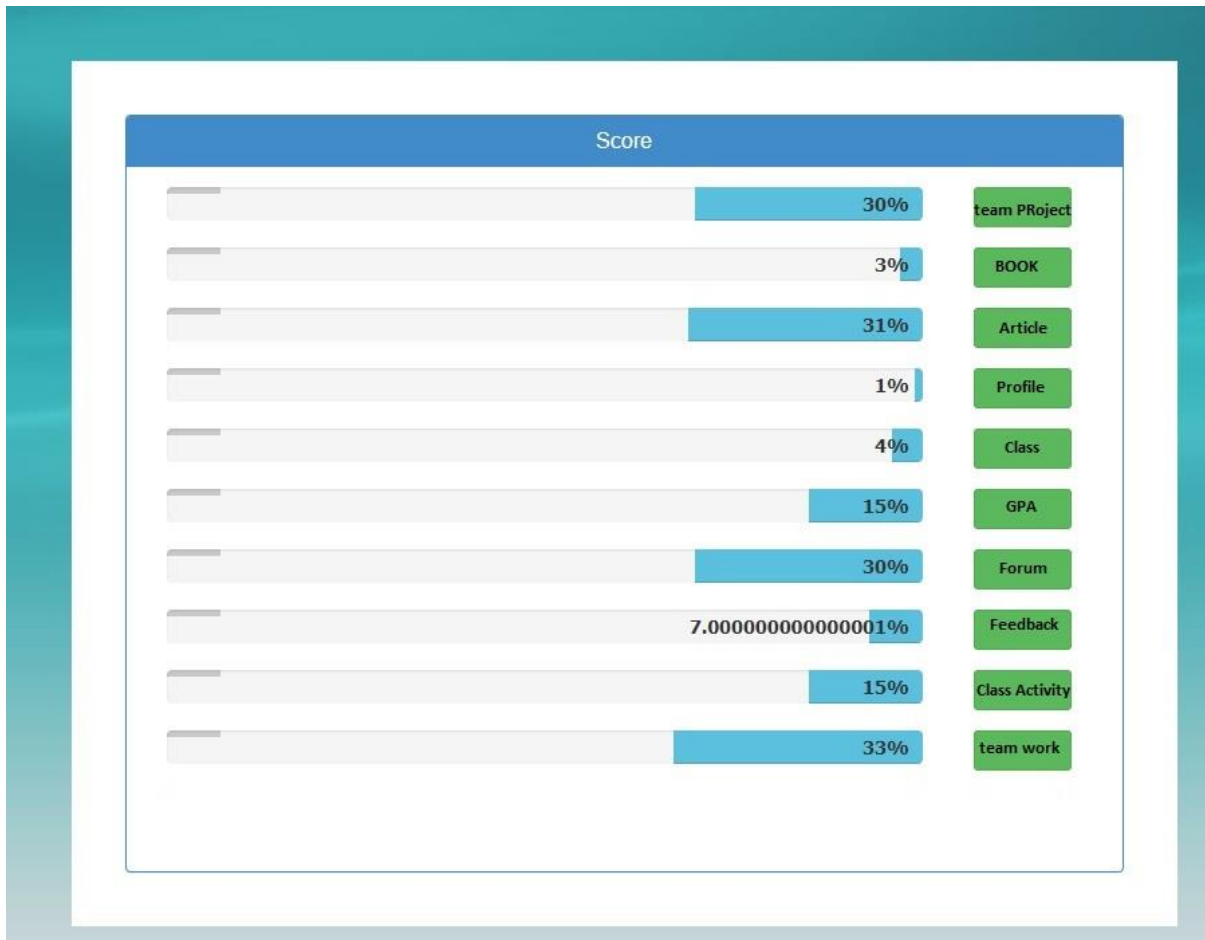 Score
30% team PRoject
3% BOOK
31% Article
1% Profile
4% Class
15% GPA
30% Forum
7.000000000000001% Feedback
15% Class Activity
33% team work